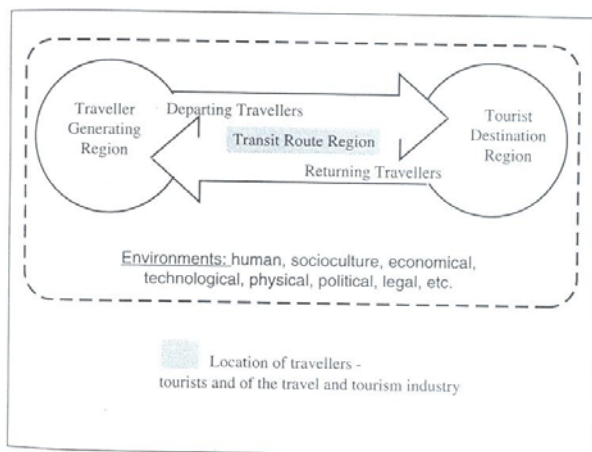 Traveller
Generating
Region
Departing Travellers
Transit Route Region
Returning Travellers
Tourist
Destination
Region
Environments: human, socioculture, economical,
technological, physical, political, legal, etc.
Location of travellers -
tourists and of the travel and tourism industry